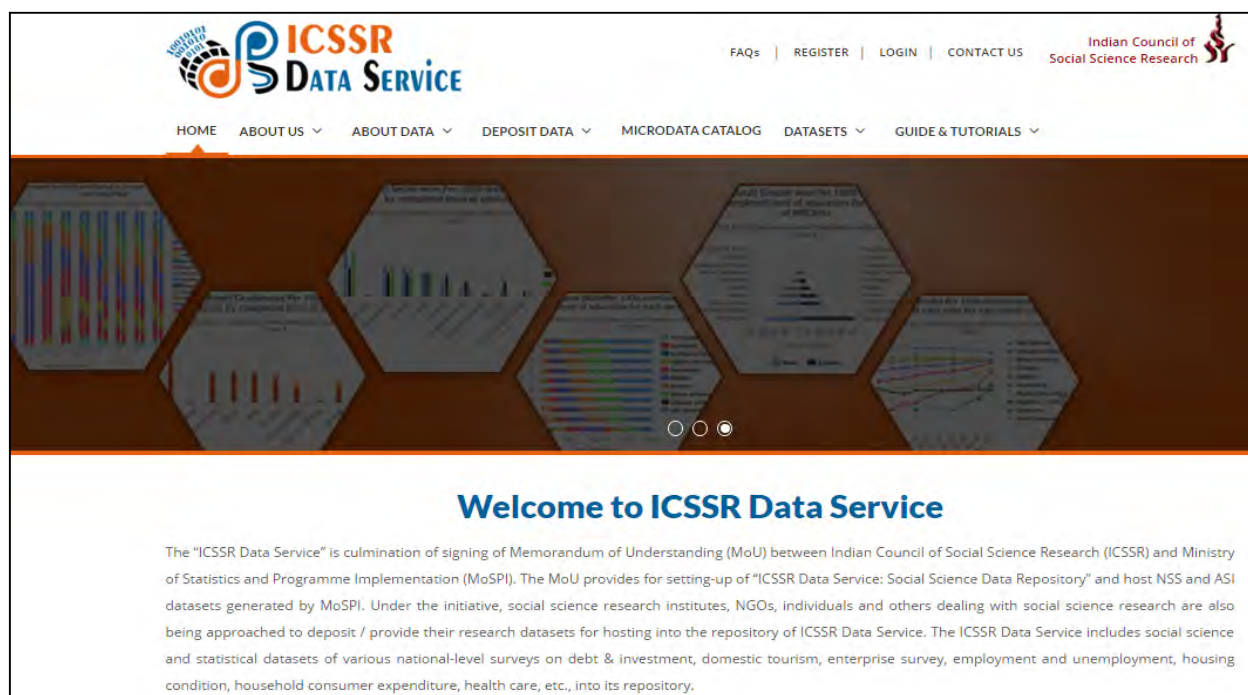 10010101
001010
0101
ICSSR
DATA SERVICE
FAQs | REGISTER | LOGIN | CONTACT US
Indian Council of
Social Science Research
HOME ABOUT US ABOUT DATA DEPOSIT DATA MICRODATA CATALOG DATASETS GUIDE & TUTORIALS
Welcome to ICSSR Data Service
The “ICSSR Data Service” is culmination of signing of Memorandum of Understanding (MoU) between Indian Council of Social Science Research (ICSSR) and Ministry
of Statistics and Programme Implementation (MoSPI). The MoU provides for setting-up of “ICSSR Data Service: Social Science Data Repository” and host NSS and ASI
datasets generated by MoSPI. Under the initiative, social science research institutes, NGOs, individuals and others dealing with social science research are also
being approached to deposit / provide their research datasets for hosting into the repository of ICSSR Data Service. The ICSSR Data Service includes social science
and statistical datasets of various national-level surveys on debt & investment, domestic tourism, enterprise survey, employment and unemployment, housing
condition, household consumer expenditure, health care, etc., into its repository.